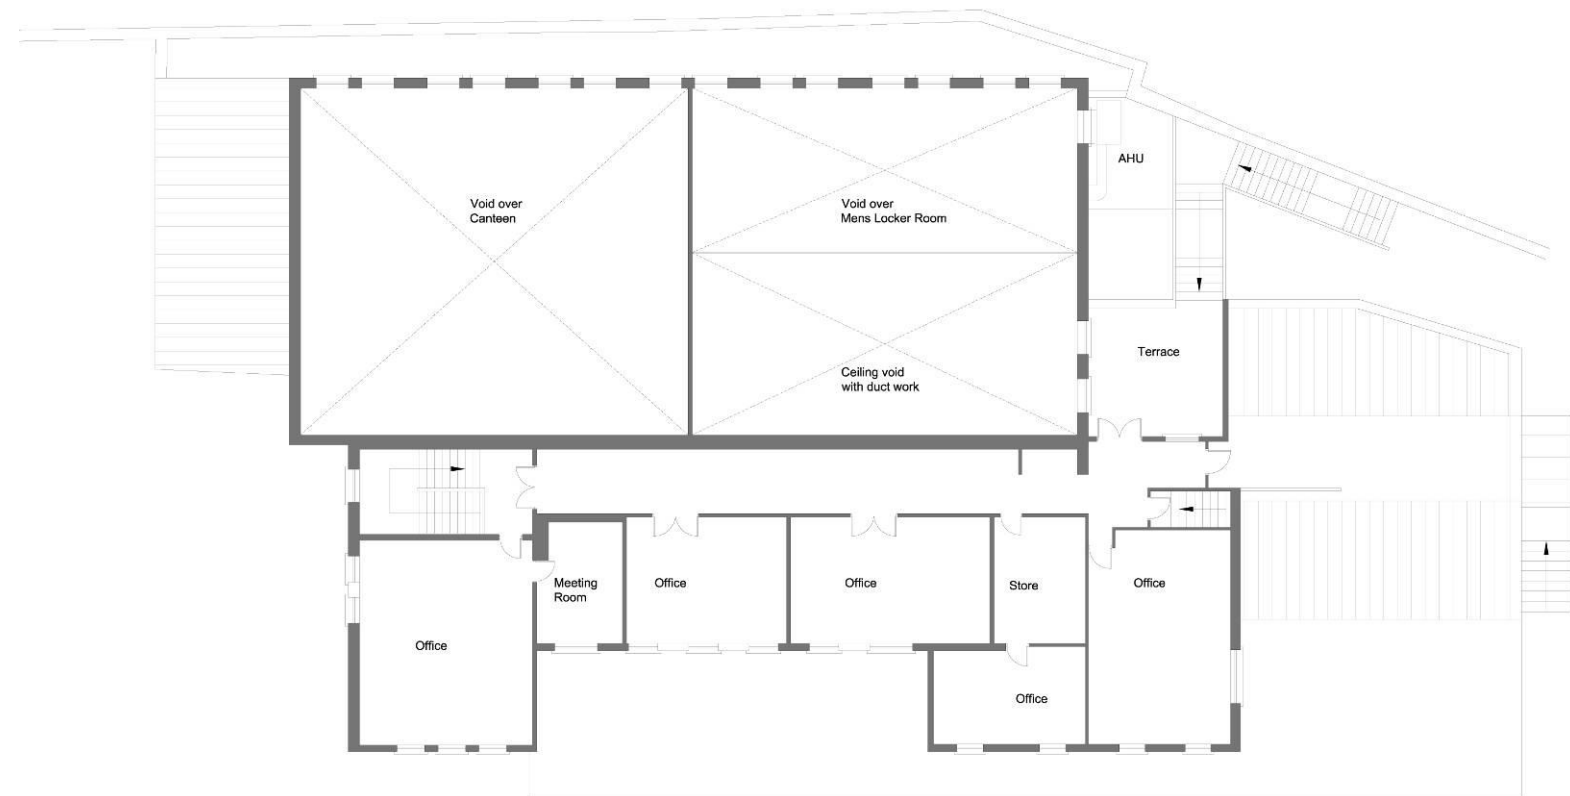 AHU
Void over
Canteen
Void over
Mens Locker Room
Terrace
Ceiling void
with duct work
Meeting
Room
Office
Office
Store
Office
Office
Office